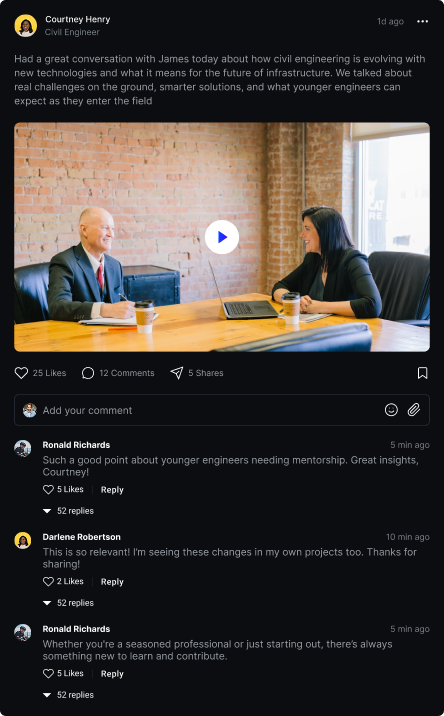 Courtney Henry
1d ago
Civil Engineer
Had a great conversation with James today about how civil engineering is evolving with
new technologies and what it means for the future of infrastructure. We talked about
real challenges on the ground, smarter solutions, and what younger engineers can
expect as they enter the field
25 Likes
12 Comments
5 Shares
Add your comment
Ronald Richards
5 min ago
Such a good point about younger engineers needing mentorship. Great insights,
Courtney!
5 Likes
Reply
52 replies
Darlene Robertson
10 min ago
This is so relevant! I'm seeing these changes in my own projects too. Thanks for
sharing!
2 Likes
Reply
52 replies
Ronald Richards
5 min ago
Whether you're a seasoned professional or just starting out, there's always
something new to learn and contribute.
5 Likes
Reply
52 replies